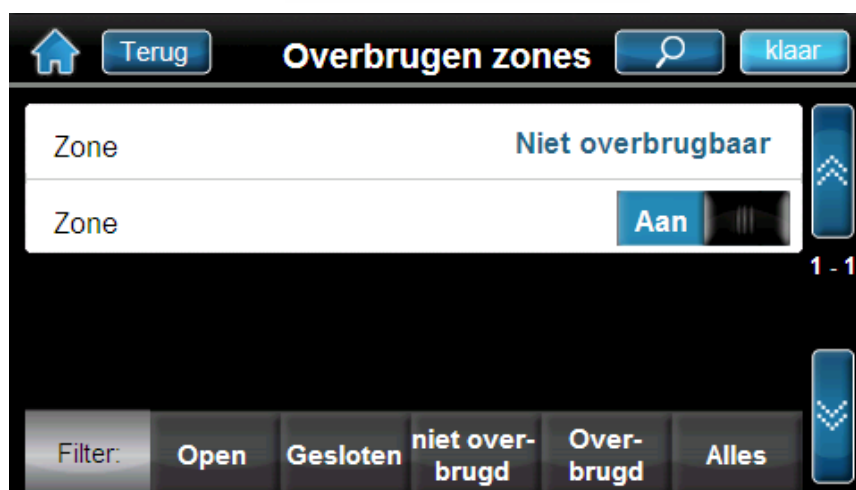 Terug Overbrugen zones klaar
Zone Niet overbrugbaar
Zone Aan
1 - 1
Filter: Open Gesloten niet over- Over- Alles
brugd brugd